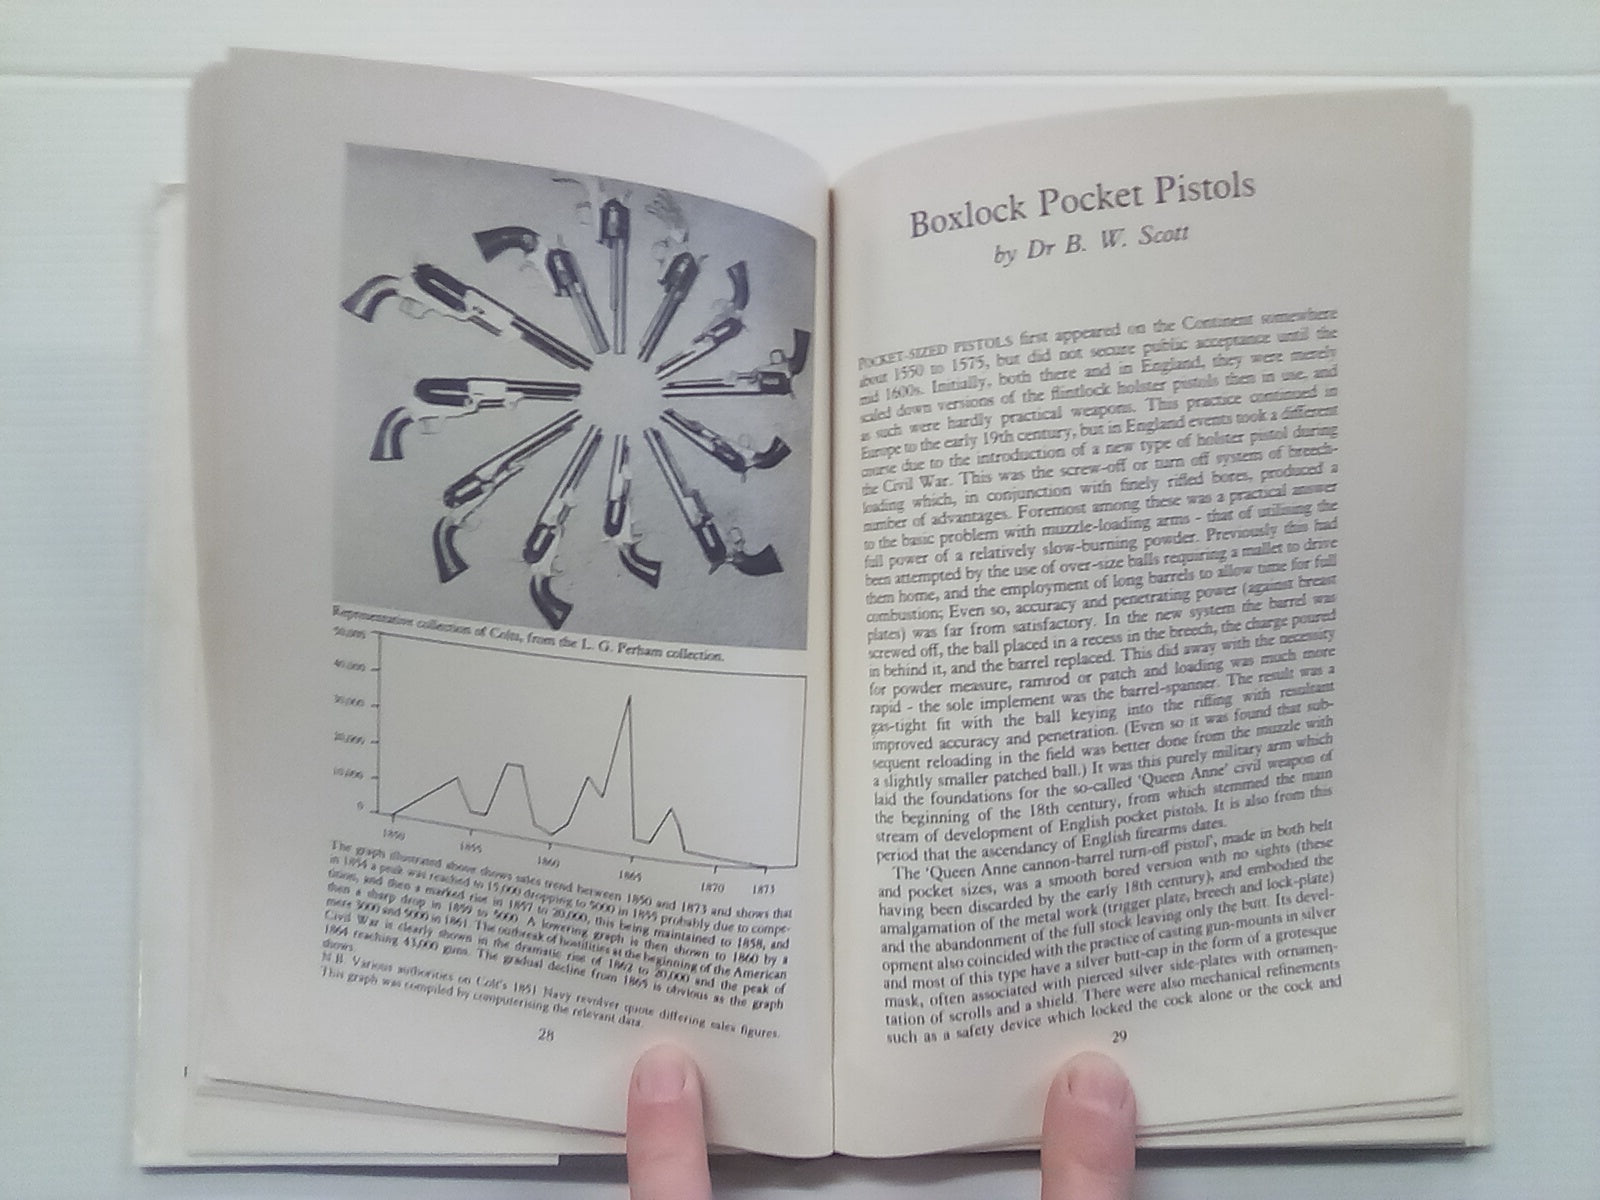 Representative collection of Colts, from the L. G. Perham collection.
50,000
40,000
30,000
20,000
10,000
0
1850
1855
1860
1865
1870
1873
The graph illustrated above shows sales trend between 1850 and 1873 and shows that
in 1854 a peak was reached to 15,000 dropping to 5000 in 1855 probably due to compe-
titions, and then a marked rise in 1857 to 20,000, this being maintained to 1858, and
then a sharp drop in 1859 to 5000. A lowering graph is then shown to 1860 by a
mere 3000 and 5000 in 1861. The outbreak of hostilities at the beginning of the American
Civil War is clearly shown in the dramatic rise of 1862 to 20,000 and the peak of
1864 reaching 43,000 guns. The gradual decline from 1865 is obvious as the graph
shows.
N.B. Various authorities on Colt's 1851 Navy revolver quote differing sales figures.
This graph was compiled by computerising the relevant data.
28
Boxlock Pocket Pistols
by Dr B. W. Scott
POCKET-SIZED PISTOLS first appeared on the Continent somewhere
about 1550 to 1575, but did not secure public acceptance until the
mid 1600s. Initially, both there and in England, they were merely
scaled down versions of the flintlock holster pistols then in use, and
as such were hardly practical weapons. This practice continued in
Europe to the early 19th century, but in England events took a different
course due to the introduction of a new type of holster pistol during
the Civil War. This was the screw-off or turn off system of breech-
loading which, in conjunction with finely rifled bores, produced a
number of advantages. Foremost among these was a practical answer
to the basic problem with muzzle-loading arms - that of utilising the
full power of a relatively slow-burning powder. Previously this had
been attempted by the use of over-size balls requiring a mallet to drive
them home, and the employment of long barrels to allow time for full
combustion; Even so, accuracy and penetrating power (against breast
plates) was far from satisfactory. In the new system the barrel was
screwed off, the ball placed in a recess in the breech, the charge poured
in behind it, and the barrel replaced. This did away with the necessity
for powder measure, ramrod or patch and loading was much more
rapid - the sole implement was the barrel-spanner. The result was a
gas-tight fit with the ball keying into the rifling with resultant
improved accuracy and penetration. (Even so it was found that sub-
sequent reloading in the field was better done from the muzzle with
a slightly smaller patched ball.) It was this purely military arm which
laid the foundations for the so-called 'Queen Anne' civil weapon of
the beginning of the 18th century, from which stemmed the main
stream of development of English pocket pistols. It is also from this
period that the ascendancy of English firearms dates.
The 'Queen Anne cannon-barrel turn-off pistol', made in both belt
and pocket sizes, was a smooth bored version with no sights (these
having been discarded by the early 18th century), and embodied the
amalgamation of the metal work (trigger plate, breech and lock-plate)
and the abandonment of the full stock leaving only the butt. Its devel-
opment also coincided with the practice of casting gun-mounts in silver
and most of this type have a silver butt-cap in the form of a grotesque
mask, often associated with pierced silver side-plates with ornamen-
tation of scrolls and a shield. There were also mechanical refinements
such as a safety device which locked the cock alone or the cock and
29